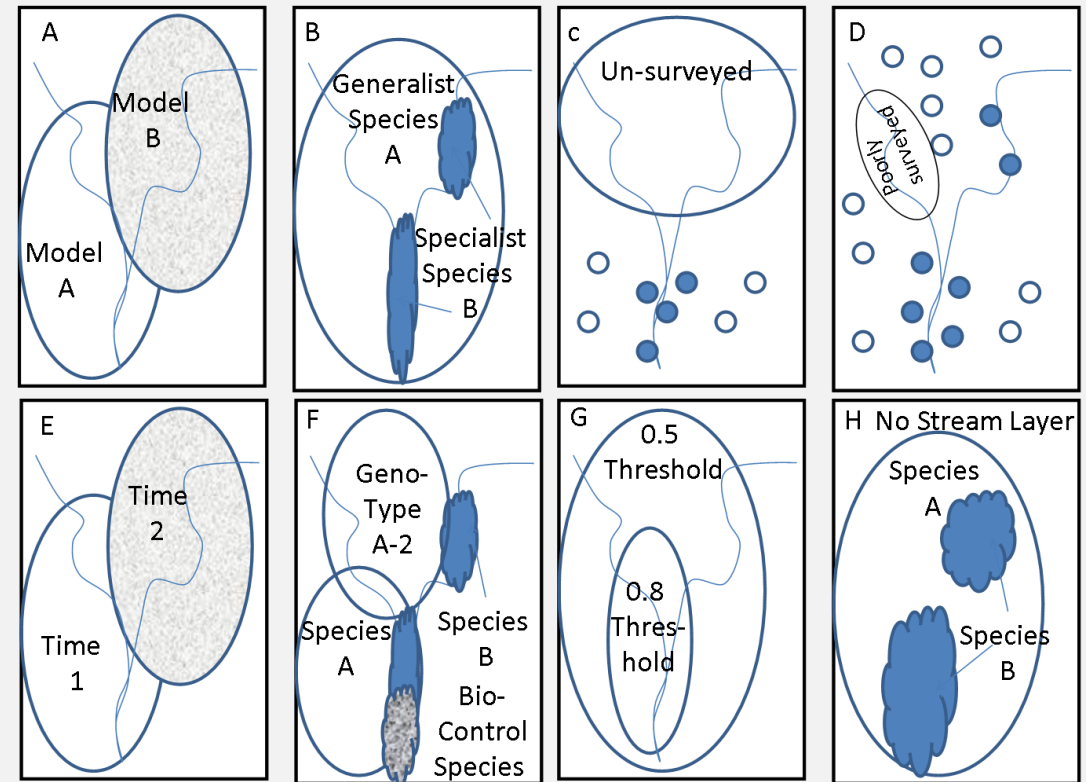 A
Model
B
Model
A
B
Generalist
Species
A
Specialist
Species
B
c
Un-surveyed
D
Poorly
surveyed
E
Time
2
Time
1
F
Geno-
Type
A-2
Species
A
Species
B
Bio-
Control
Species
G
0.5
Threshold
0.8
Thres-
hold
H No Stream Layer
Species
A
Species
B